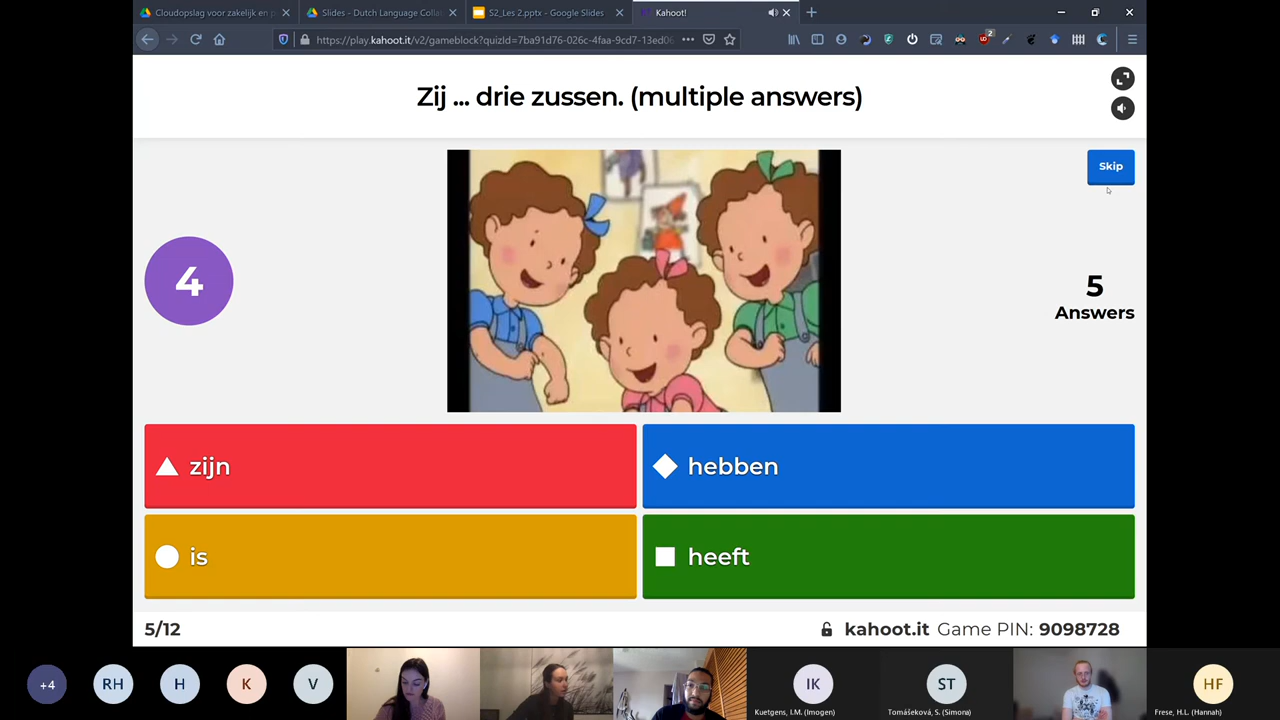 Cloudopslag voor zakelijk en p
Slides - Dutch Language Colla
S2_Les 2.pptx - Google Slides
Kahoot!
https://play.kahoot.it/v2/gameblock?quizId=7ba91d76-026c-4faa-9cd7-13ed06
2
Zij ... drie zussen. (multiple answers)
Skip
4
5
Answers
zijn
hebben
is
heeft
5/12
kahoot.it Game PIN: 9098728
+4
RH
H
K
V
IK
Kuetgens, I.M. (Imogen)
ST
Tomášeková, S. (Simona)
HF
Frese, H.L. (Hannah)